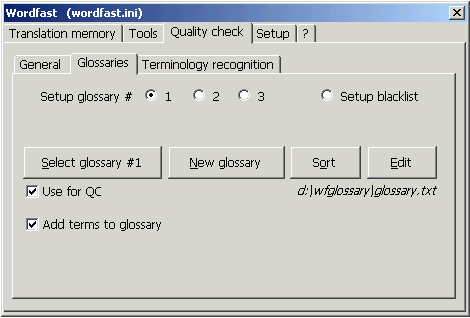 Wordfast (wordfast.ini)
Translation memory Tools Quality check Setup ?
General Glossaries Terminology recognition
Setup glossary # 1 2 3 Setup blacklist
Select glossary #1 New glossary Sort Edit
Use for QC d:\wfglossary\glossary.txt
Add terms to glossary